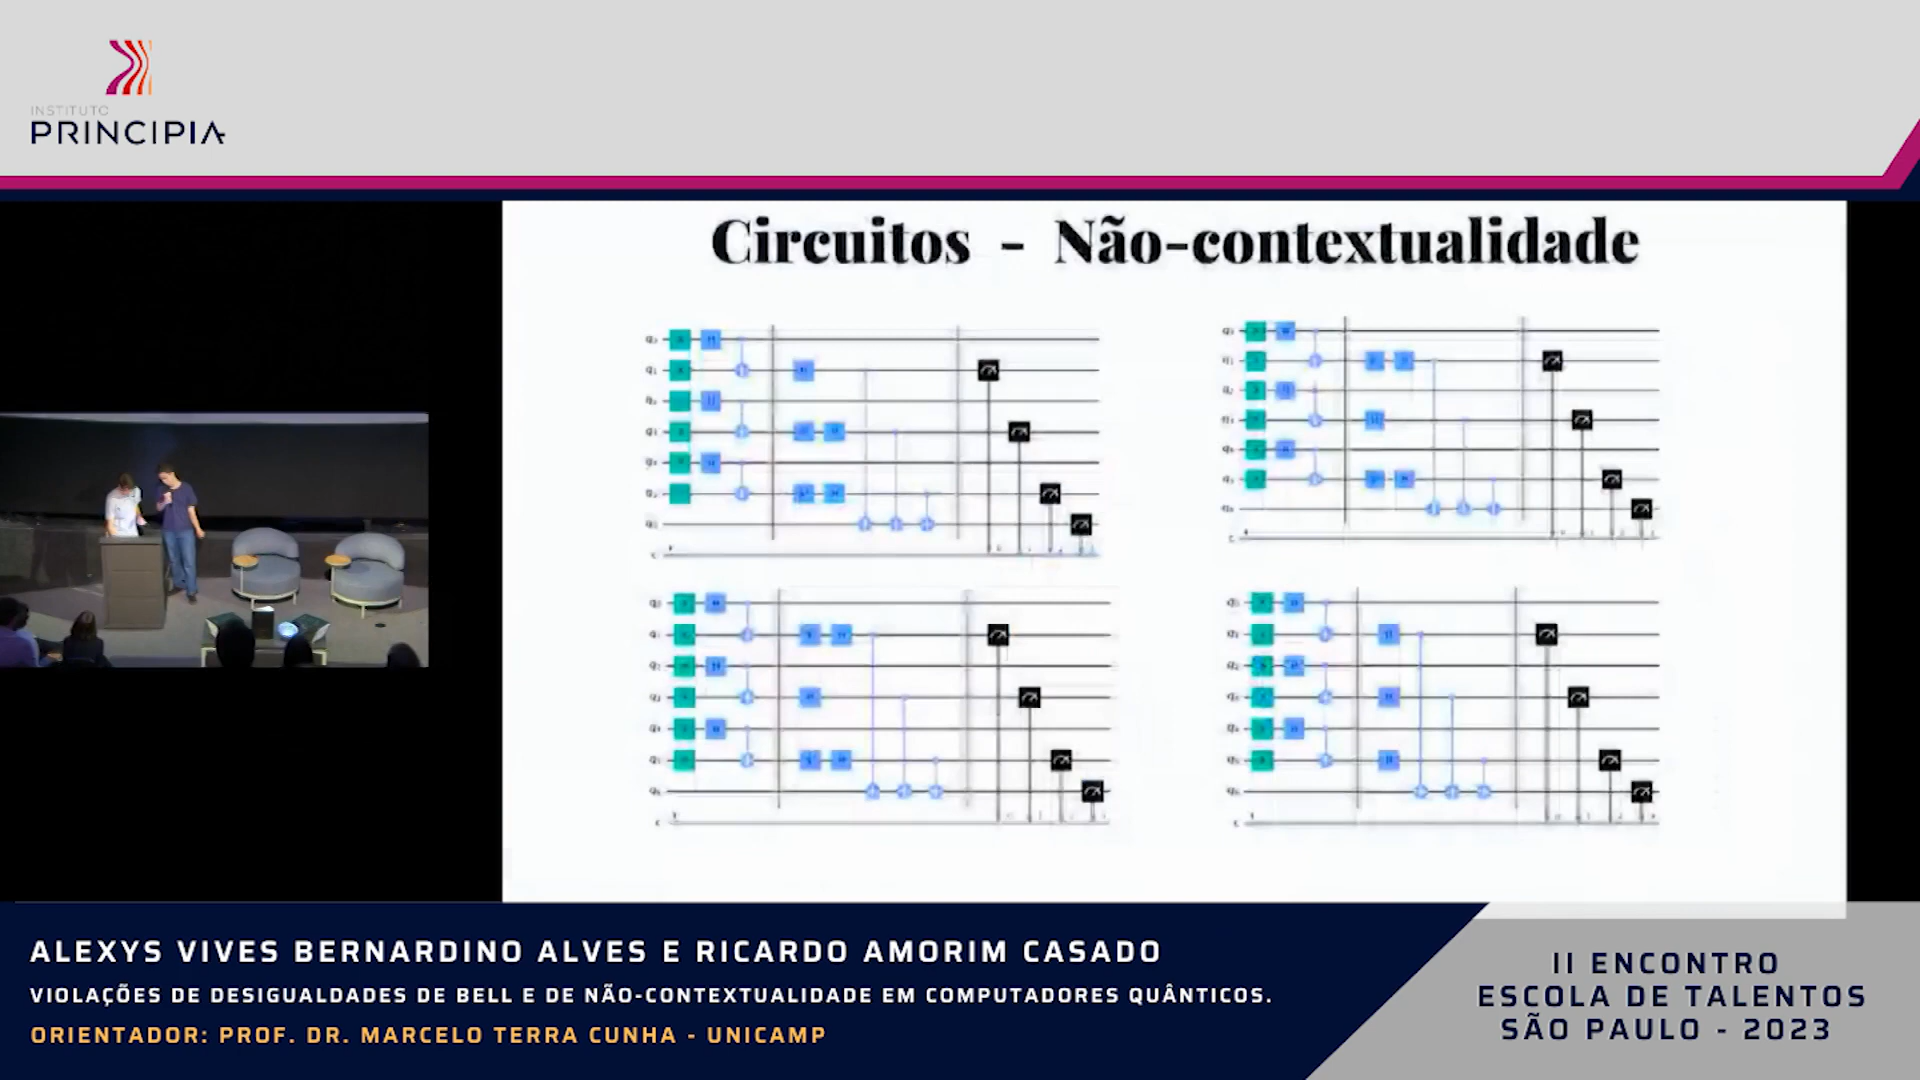 INSTITUTO
PRINCIPIA
Circuitos - Não-contextualidade
ALEXYS VIVES BERNARDINO ALVES E RICARDO AMORIM CASADO
VIOLAÇÕES DE DESIGUALDADES DE BELL E DE NÃO-CONTEXTUALIDADE EM COMPUTADORES QUÂNTICOS.
ORIENTADOR: PROF. DR. MARCELO TERRA CUNHA - UNICAMP
II ENCONTRO
ESCOLA DE TALENTOS
SÃO PAULO - 2023